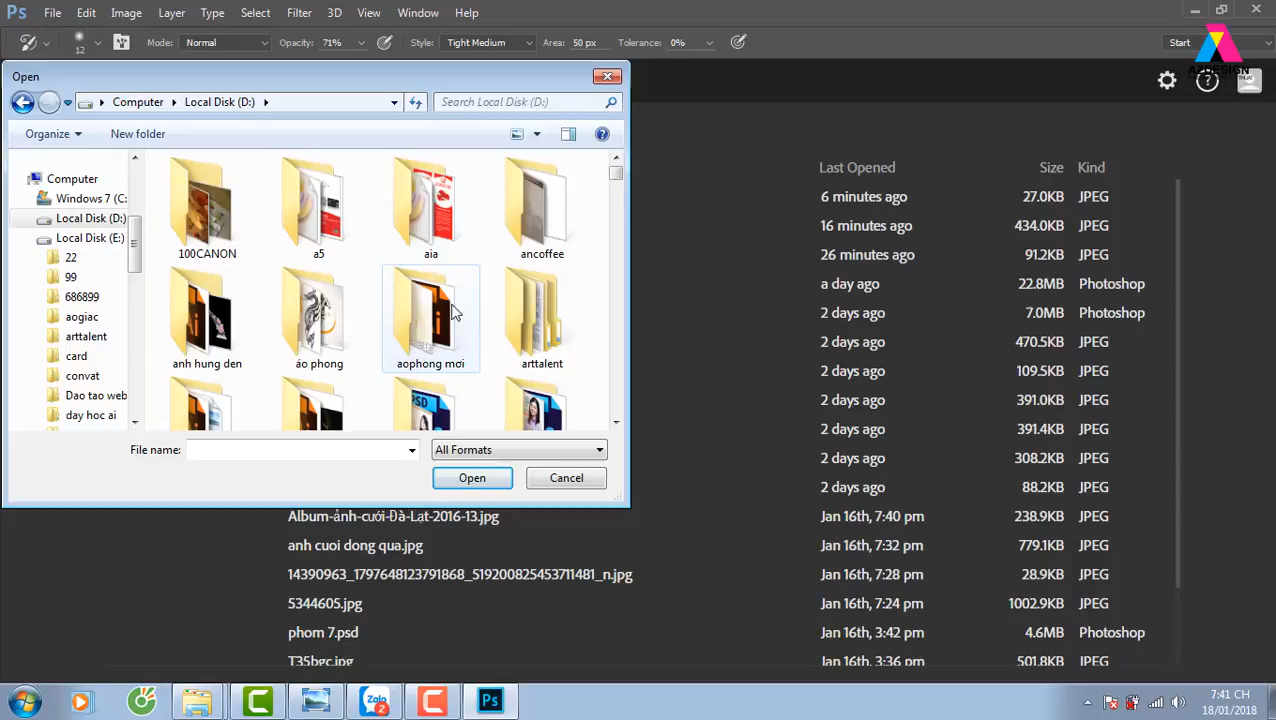 Ps File Edit Image Layer Type Select Filter 3D View Window Help
12 Mode: Normal Opacity: 71% Style: Tight Medium Area: 50 px Tolerance: 0% Start
AZDESIGN
Open
Computer Local Disk (D:) Search Local Disk (D:)
Organize New folder
Computer
Windows 7 (C:
Local Disk (D:)
Local Disk (E:)
22
99
686899
aogiac
arttalent
card
convat
Dao tao web
day hoc ai
100CANON a5 aia ancoffee
anh hung den áo phong aophong mơi arttalent
File name: All Formats
Open Cancel
Last Opened Size Kind
6 minutes ago 27.0KB JPEG
16 minutes ago 434.0KB JPEG
26 minutes ago 91.2KB JPEG
a day ago 22.8MB Photoshop
2 days ago 7.0MB Photoshop
2 days ago 470.5KB JPEG
2 days ago 109.5KB JPEG
2 days ago 391.0KB JPEG
2 days ago 391.4KB JPEG
2 days ago 308.2KB JPEG
2 days ago 88.2KB JPEG
Album-ảnh-cưới-Đà-Lạt-2016-13.jpg Jan 16th, 7:40 pm 238.9KB JPEG
anh cuoi dong qua.jpg Jan 16th, 7:32 pm 779.1KB JPEG
14390963_1797648123791868_519200825453711481_n.jpg Jan 16th, 7:28 pm 28.9KB JPEG
5344605.jpg Jan 16th, 7:24 pm 1002.9KB JPEG
phom 7.psd Jan 16th, 3:42 pm 4.6MB Photoshop
T35bgc.jpg Jan 16th, 3:36 pm 501.8KB JPEG
Zalo 2 Ps
7:41 CH
18/01/2018